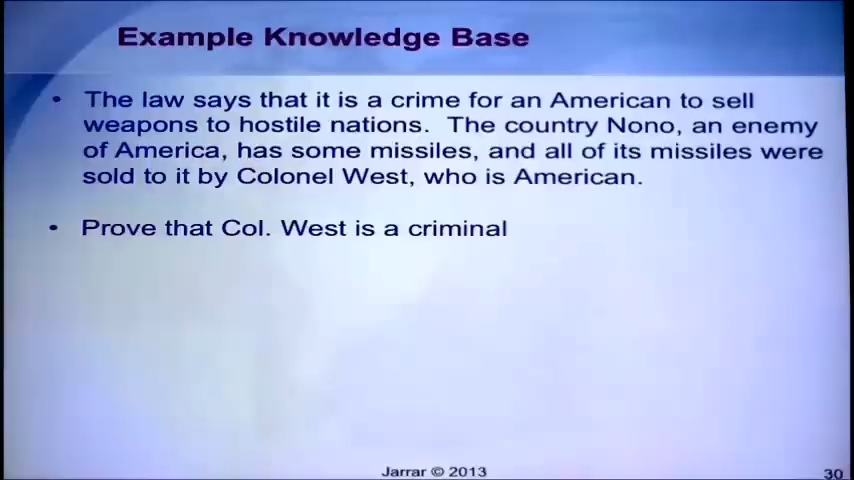 Example Knowledge Base
• The law says that it is a crime for an American to sell
weapons to hostile nations. The country Nono, an enemy
of America, has some missiles, and all of its missiles were
sold to it by Colonel West, who is American.
• Prove that Col. West is a criminal
Jarrar © 2013
30